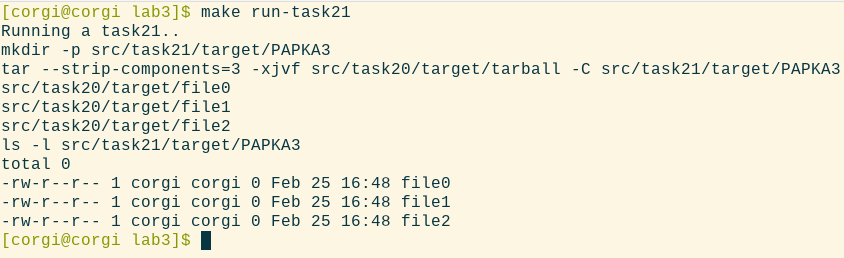 [corgi@corgi lab3]$ make run-task21
Running a task21..
mkdir -p src/task21/target/PAPKA3
tar --strip-components=3 -xjvf src/task20/target/tarball -C src/task21/target/PAPKA3
src/task20/target/file0
src/task20/target/file1
src/task20/target/file2
ls -l src/task21/target/PAPKA3
total 0
-rw-r--r-- 1 corgi corgi 0 Feb 25 16:48 file0
-rw-r--r-- 1 corgi corgi 0 Feb 25 16:48 file1
-rw-r--r-- 1 corgi corgi 0 Feb 25 16:48 file2
[corgi@corgi lab3]$